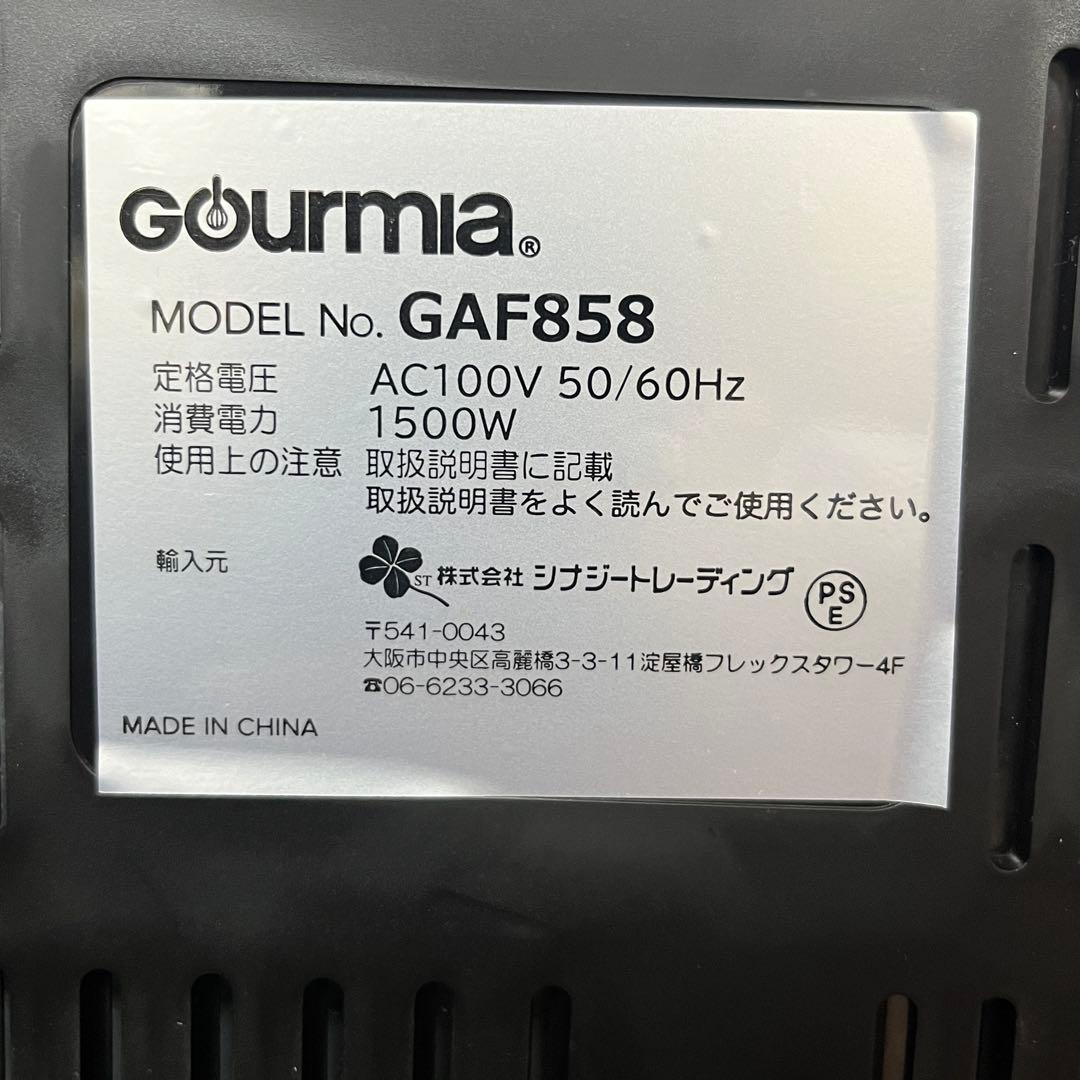 Gourmia®
MODEL No. GAF858
定格電圧 AC100V 50/60Hz
消費電力 1500W
使用上の注意 取扱説明書に記載
取扱説明書をよく読んでご使用ください。
輸入元 ST 株式会社 シナジートレーディング PSE
〒541-0043
大阪市中央区高麗橋3-3-11淀屋橋フレックスタワー4F
☎06-6233-3066
MADE IN CHINA